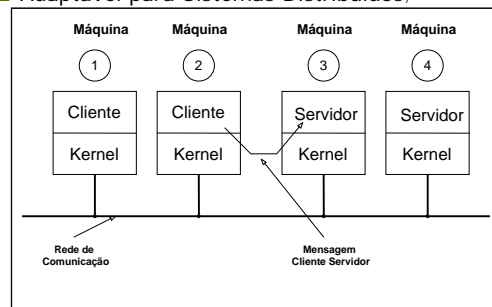 Adaptável para Sistemas Distribuídos;
Máquina Máquina Máquina Máquina
1 2 3 4
Cliente Cliente Servidor Servidor
Kernel Kernel Kernel Kernel
Rede de
Comunicação
Mensagem
Cliente Servidor